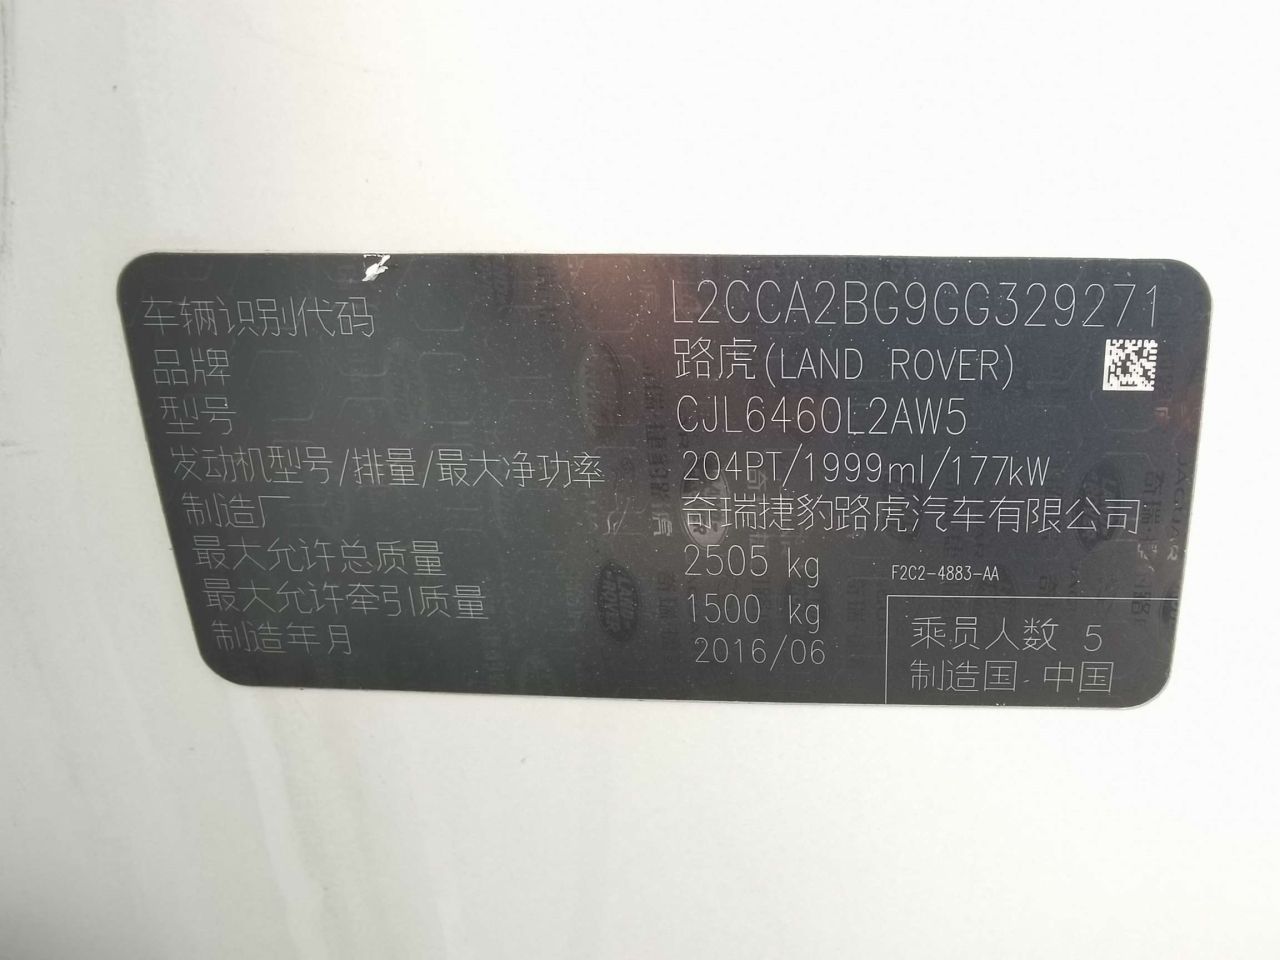 车辆识别代码 L2CCA2BG9GG329271
品牌 路虎(LAND ROVER)
型号 CJL6460L2AW5
发动机型号/排量/最大净功率 204PT/1999ml/177kW
制造厂 奇瑞捷豹路虎汽车有限公司
最大允许总质量 2505 kg F2C2-4883-AA
最大允许牵引质量 1500 kg
制造年月 2016/06
乘员人数 5
制造国 中国